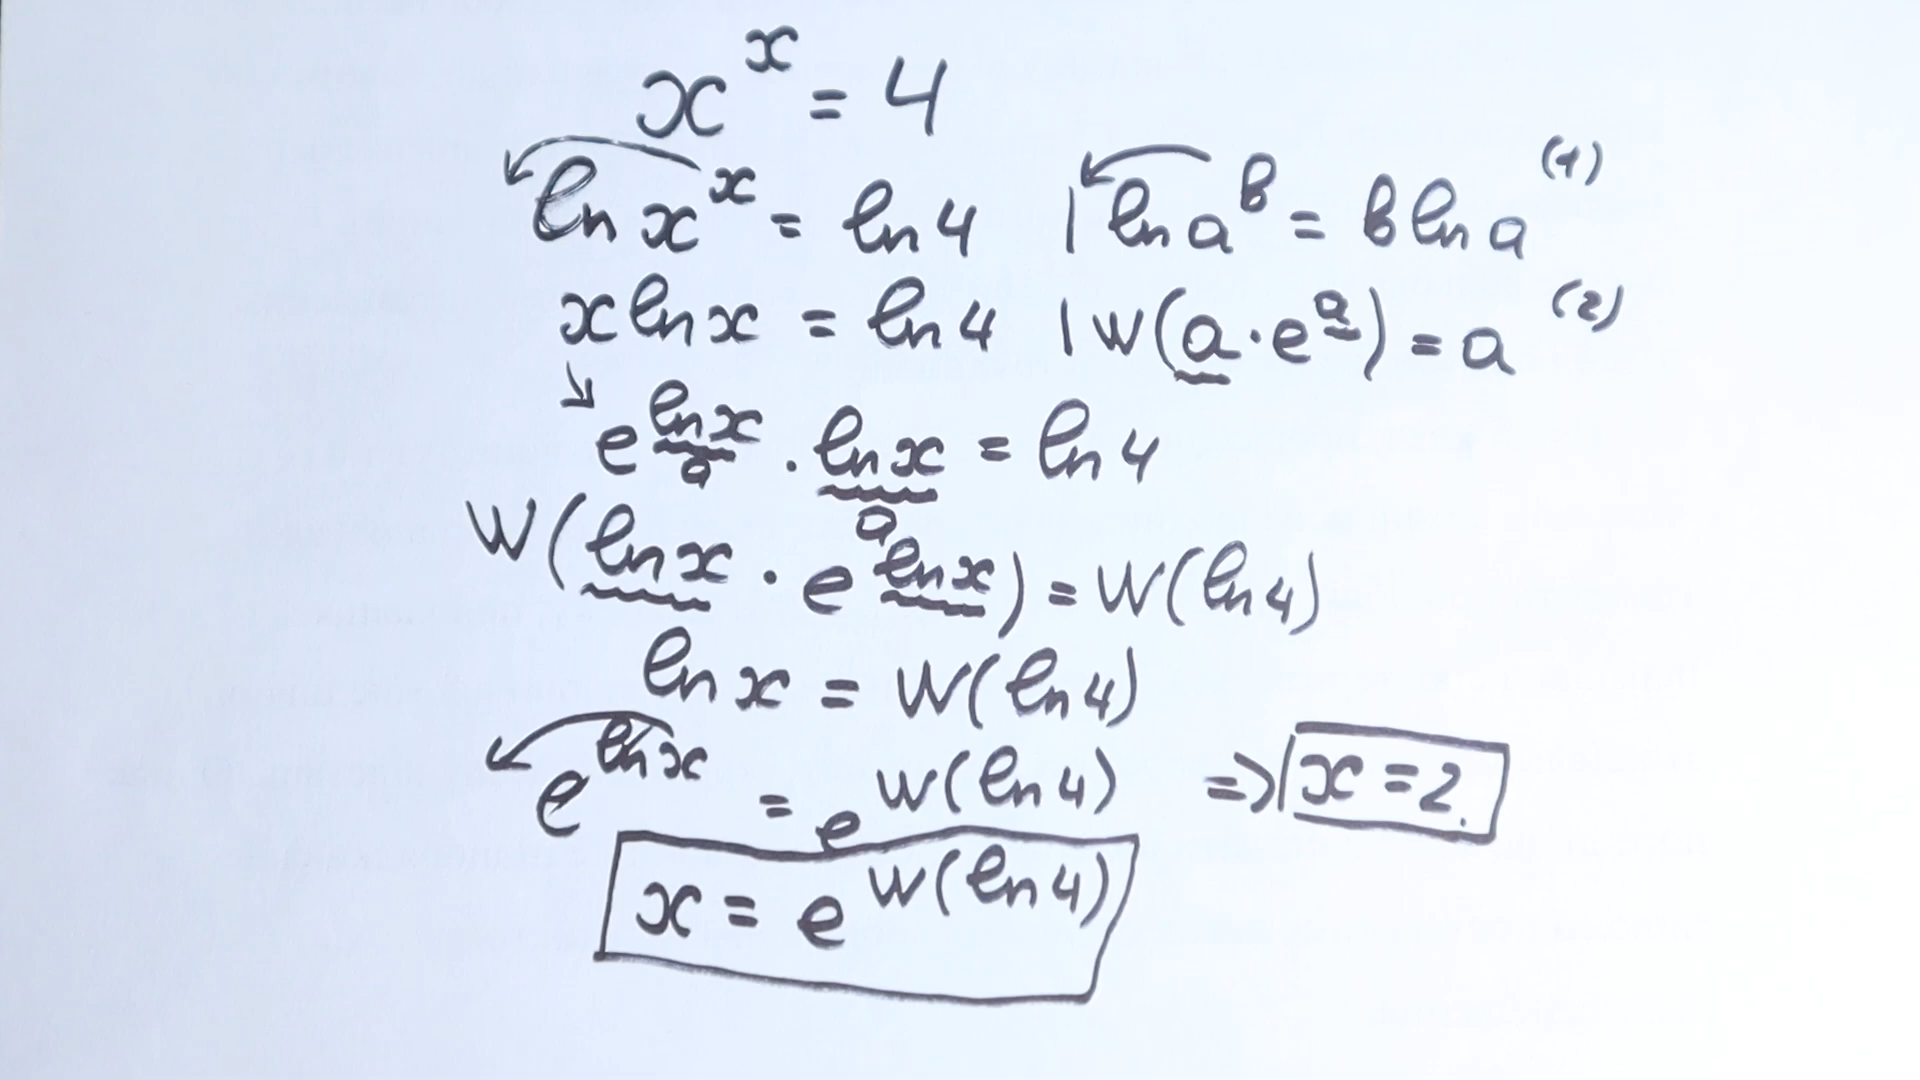 x^x = 4
ln x^x = ln 4 | ln a^b = b ln a (1)
x ln x = ln 4 | W(a · e^a) = a (2)
e^(ln x) · ln x = ln 4
a a
W(ln x · e^(ln x)) = W(ln 4)
ln x = W(ln 4)
e^(ln x) = e^(W(ln 4)) => x = 2.
x = e^(W(ln 4))